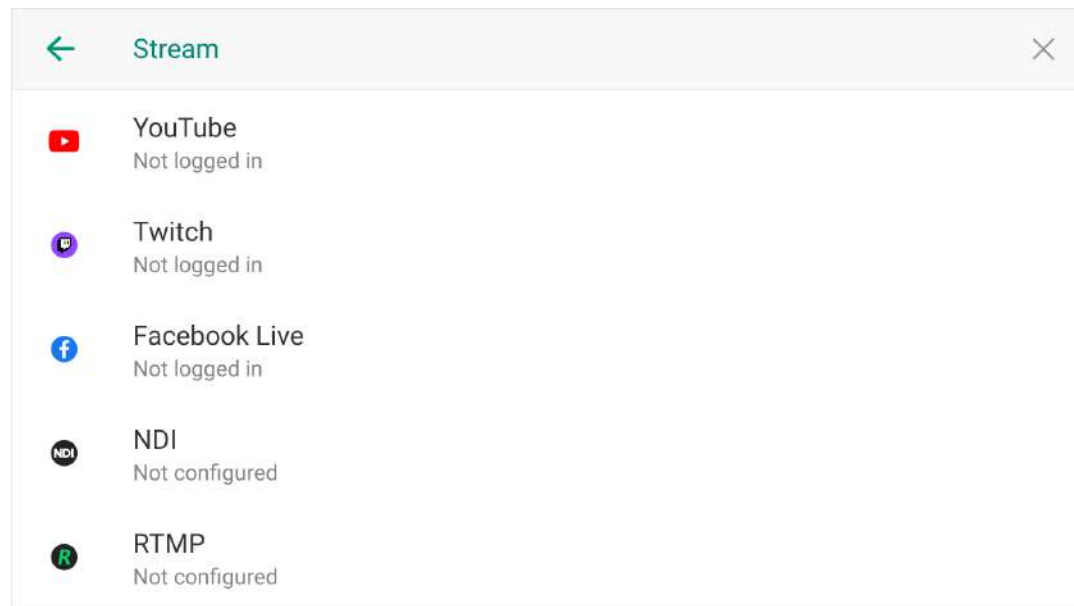 Stream
YouTube
Not logged in
Twitch
Not logged in
Facebook Live
Not logged in
NDI
NDI
Not configured
R
RTMP
Not configured